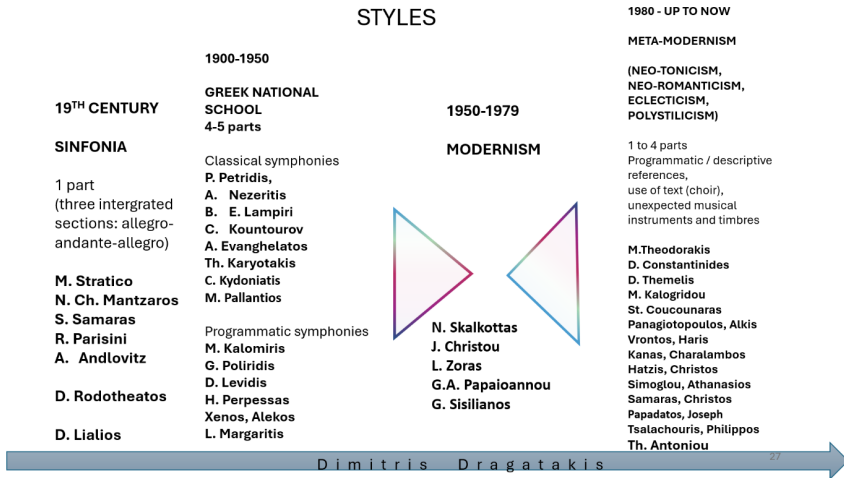 STYLES
19TH CENTURY
SINFONIA
1 part
(three intergrated
sections: allegro-
andante-allegro)
M. Stratico
N. Ch. Mantzaros
S. Samaras
R. Parisini
A. Andlovitz
D. Rodotheatos
D. Lialios
1900-1950
GREEK NATIONAL
SCHOOL
4-5 parts
Classical symphonies
P. Petridis,
A. Nezeritis
B. E. Lampiri
C. Kountourov
A. Evanghelatos
Th. Karyotakis
C. Kydoniatis
M. Pallantios
Programmatic symphonies
M. Kalomiris
G. Poliridis
D. Levidis
H. Perpessas
Xenos, Alekos
L. Margaritis
1950-1979
MODERNISM
N. Skalkottas
J. Christou
L. Zoras
G.A. Papaioannou
G. Sisilianos
1980 - UP TO NOW
META-MODERNISM
(NEO-TONICISM,
NEO-ROMANTICISM,
ECLECTICISM,
POLYSTILICISM)
1 to 4 parts
Programmatic / descriptive
references,
use of text (choir),
unexpected musical
instruments and timbres
M.Theodorakis
D. Constantinides
D. Themelis
M. Kalogridou
St. Coucounaras
Panagiotopoulos, Alkis
Vrontos, Haris
Kanas, Charalambos
Hatzis, Christos
Simoglou, Athanasios
Samaras, Christos
Papadatos, Joseph
Tsalachouris, Philippos
Th. Antoniou
27
Dimitris Dragatakis